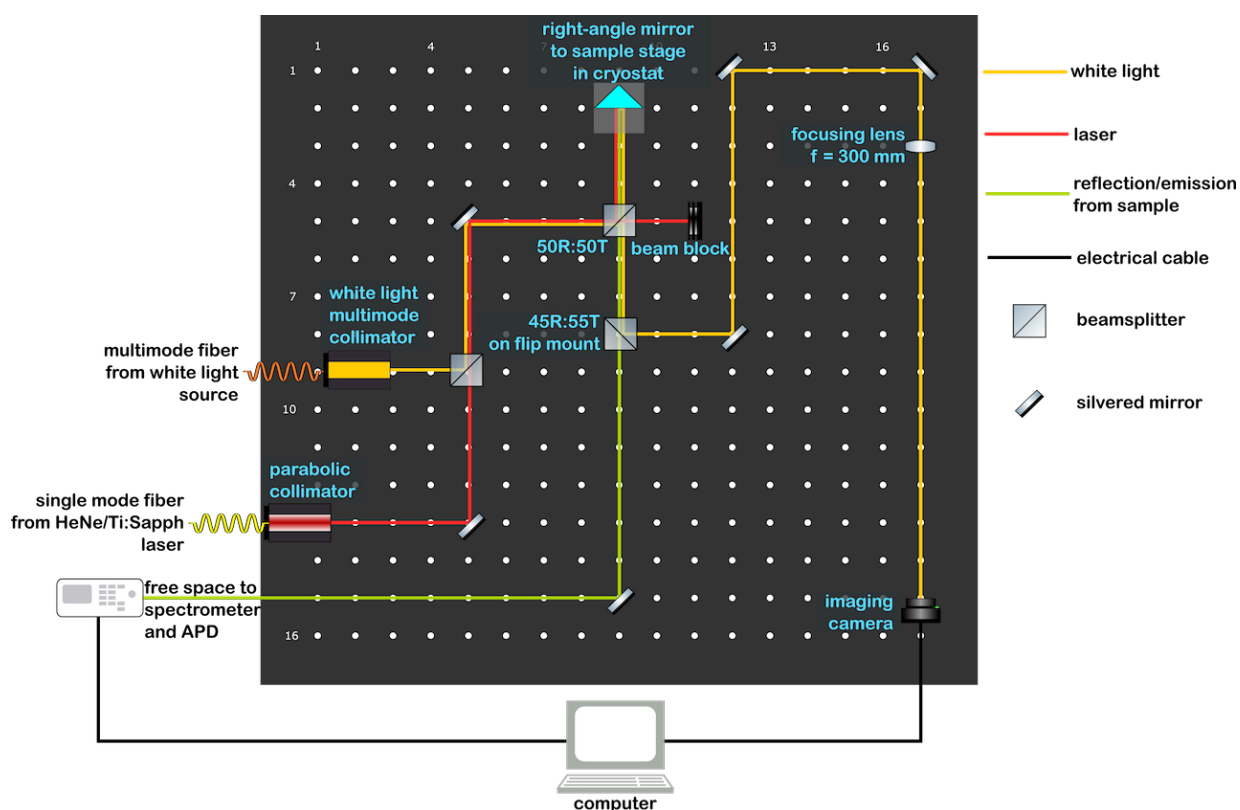 right-angle mirror
to sample stage
in cryostat
1
4
7
13
16
1
4
7
10
16
white light
laser
reflection/emission
from sample
electrical cable
beamsplitter
silvered mirror
focusing lens
f = 300 mm
50R:50T
beam block
white light
multimode
collimator
45R:55T
on flip mount
multimode fiber
from white light
source
parabolic
collimator
single mode fiber
from HeNe/Ti:Sapph
laser
free space to
spectrometer
and APD
imaging
camera
computer